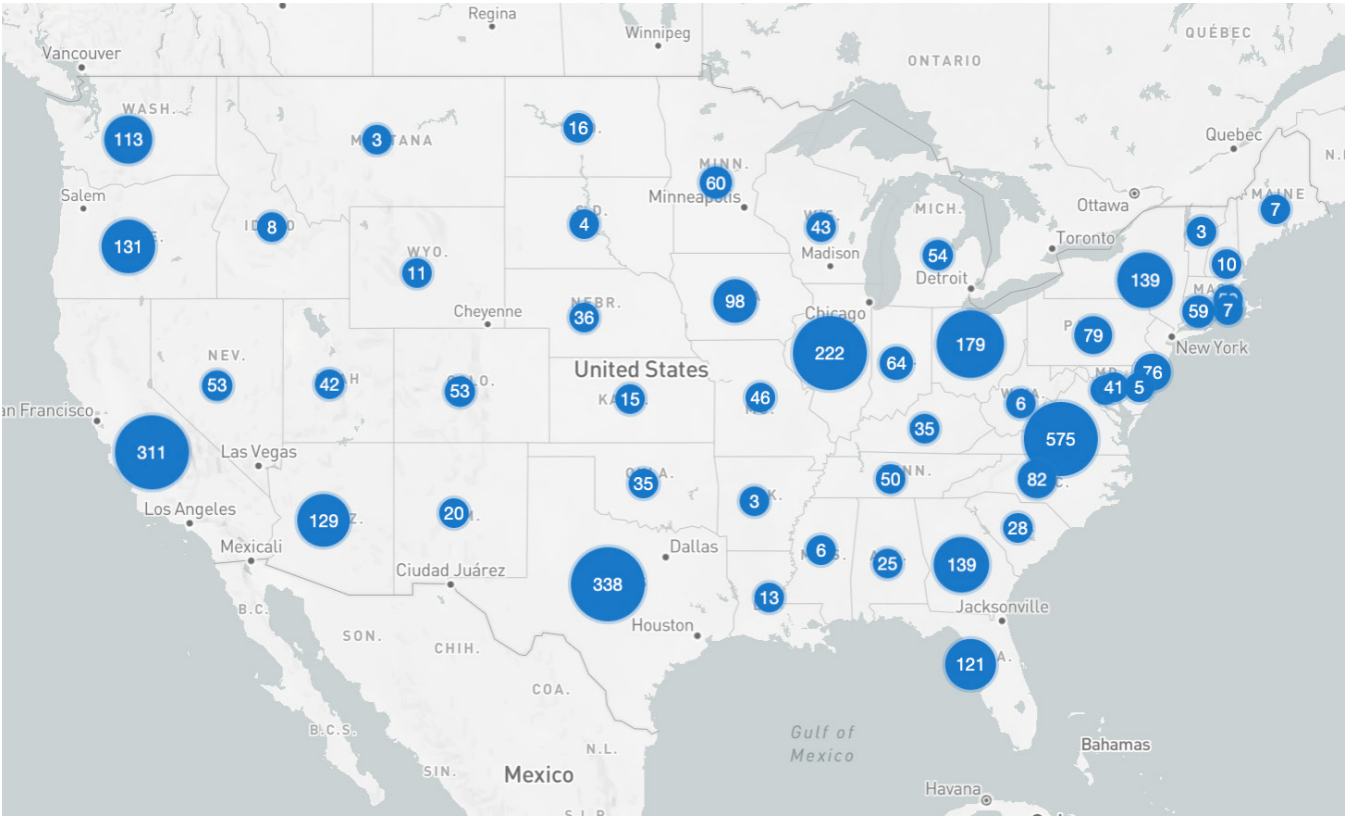 Regina
QUÉBEC
Winnipeg
Vancouver
ONTARIO
WASH.
113
3
16
Quebec
MINN.
60
Minneapolis
Salem
Ottawa
MAINE
7
MICH.
4
8
43
3
131
Toronto
WYO.
11
Madison
54
10
Detroit
139
98
Cheyenne
Chicago
36
59
7
79
New York
222
179
NEV.
64
United States
76
53
42
53
15
46
41
5
6
San Francisco
35
575
311
Las Vegas
50
82
35
20
3
Los Angeles
129
28
Mexicali
Dallas
6
25
139
Ciudad Juárez
338
13
Jacksonville
B.C.
Houston
SON.
CHIH.
121
COA.
B.C.S.
Gulf of
Mexico
N.L.
Bahamas
SIN.
Mexico
Havana